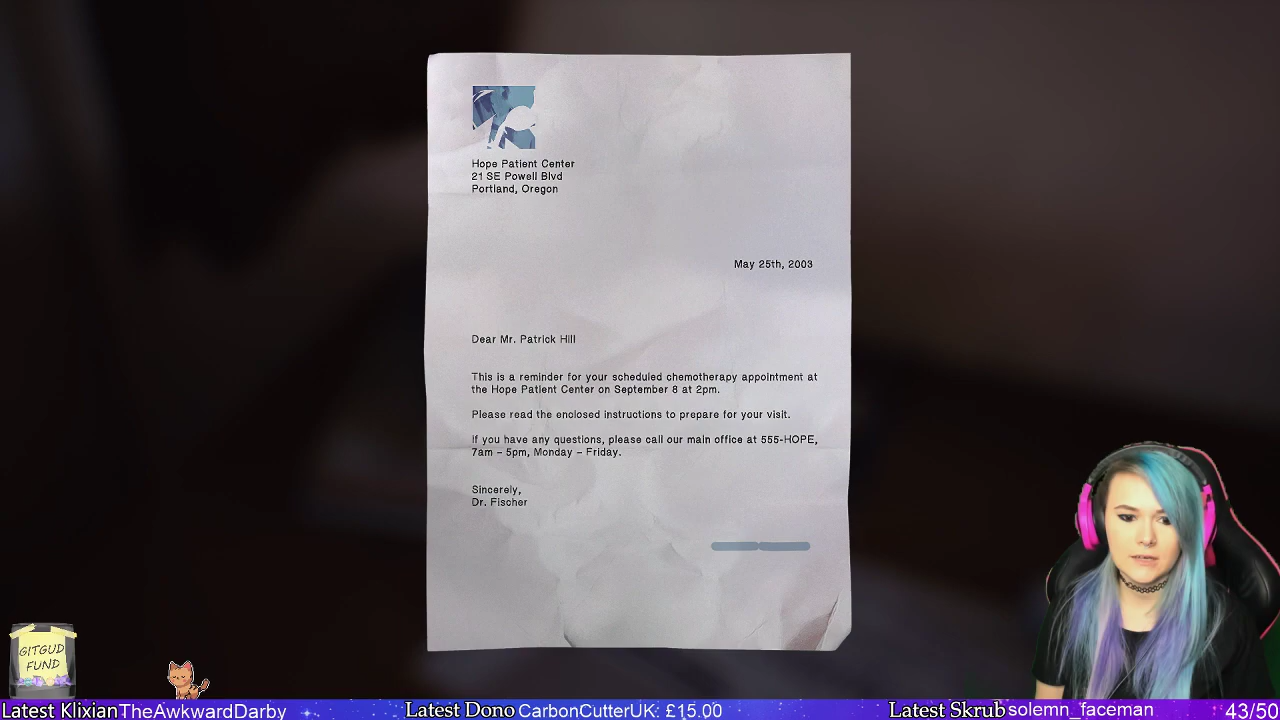 Hope Patient Center
21 SE Powell Blvd
Portland, Oregon
May 25th, 2003
Dear Mr. Patrick Hill
This is a reminder for your scheduled chemotherapy appointment at
the Hope Patient Center on September 8 at 2pm.
Please read the enclosed instructions to prepare for your visit.
If you have any questions, please call our main office at 555-HOPE,
7am – 5pm, Monday – Friday.
Sincerely,
Dr. Fischer
GITGUD
FUND
Latest Klixian TheAwkwardDarby
Latest Dono CarbonCutterUK: £15.00
Latest Skrub solemn_faceman
43/50